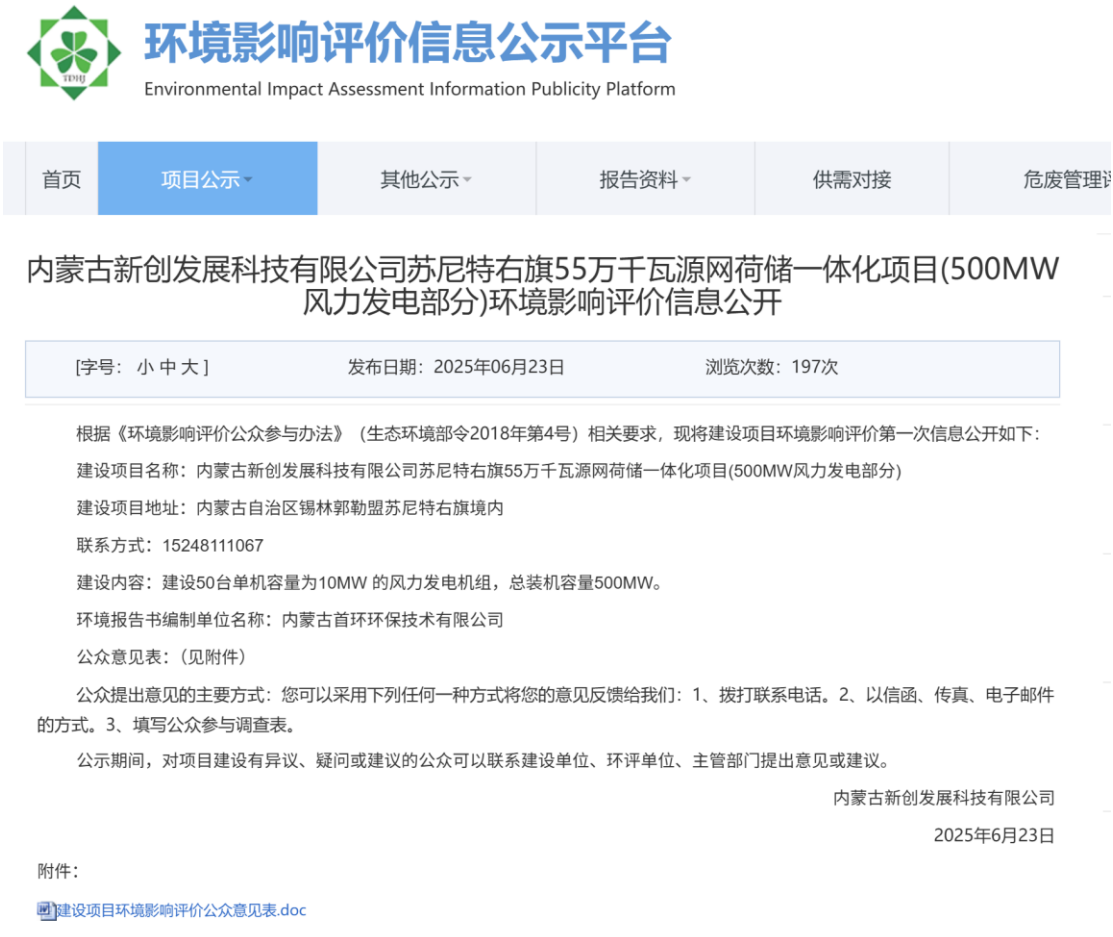 TDHJ
环境影响评价信息公示平台
Environmental Impact Assessment Information Publicity Platform
首页 项目公示 其他公示 报告资料 供需对接 危废管理评
内蒙古新创发展科技有限公司苏尼特右旗55万千瓦源网荷储一体化项目(500MW
风力发电部分)环境影响评价信息公开
[字号： 小 中 大 ] 发布日期：2025年06月23日 浏览次数：197次
根据《环境影响评价公众参与办法》（生态环境部令2018年第4号）相关要求，现将建设项目环境影响评价第一次信息公开如下：
建设项目名称：内蒙古新创发展科技有限公司苏尼特右旗55万千瓦源网荷储一体化项目(500MW风力发电部分)
建设项目地址：内蒙古自治区锡林郭勒盟苏尼特右旗境内
联系方式：15248111067
建设内容：建设50台单机容量为10MW 的风力发电机组，总装机容量500MW。
环境报告书编制单位名称：内蒙古首环环保技术有限公司
公众意见表：（见附件）
公众提出意见的主要方式：您可以采用下列任何一种方式将您的意见反馈给我们：1、拨打联系电话。2、以信函、传真、电子邮件
的方式。3、填写公众参与调查表。
公示期间，对项目建设有异议、疑问或建议的公众可以联系建设单位、环评单位、主管部门提出意见或建议。
内蒙古新创发展科技有限公司
2025年6月23日
附件：
建设项目环境影响评价公众意见表.doc